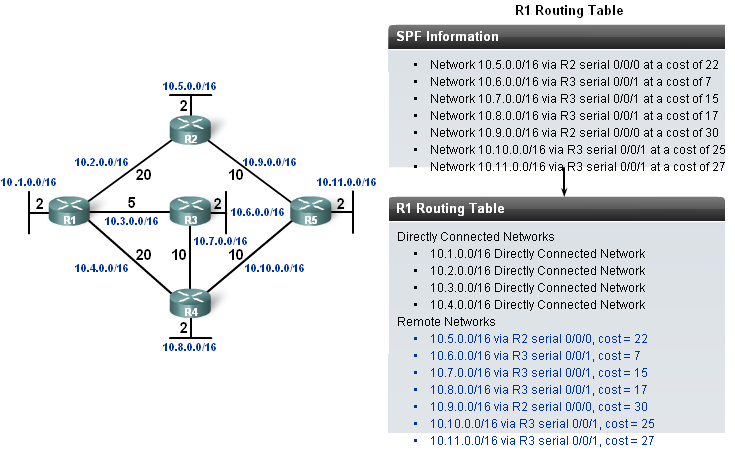 R1 Routing Table
SPF Information
▪ Network 10.5.0.0/16 via R2 serial 0/0/0 at a cost of 22
▪ Network 10.6.0.0/16 via R3 serial 0/0/1 at a cost of 7
▪ Network 10.7.0.0/16 via R3 serial 0/0/1 at a cost of 15
▪ Network 10.8.0.0/16 via R3 serial 0/0/1 at a cost of 17
▪ Network 10.9.0.0/16 via R2 serial 0/0/0 at a cost of 30
▪ Network 10.10.0.0/16 via R3 serial 0/0/1 at a cost of 25
▪ Network 10.11.0.0/16 via R3 serial 0/0/1 at a cost of 27
R1 Routing Table
Directly Connected Networks
▪ 10.1.0.0/16 Directly Connected Network
▪ 10.2.0.0/16 Directly Connected Network
▪ 10.3.0.0/16 Directly Connected Network
▪ 10.4.0.0/16 Directly Connected Network
Remote Networks
▪ 10.5.0.0/16 via R2 serial 0/0/0, cost = 22
▪ 10.6.0.0/16 via R3 serial 0/0/1, cost = 7
▪ 10.7.0.0/16 via R3 serial 0/0/1, cost = 15
▪ 10.8.0.0/16 via R3 serial 0/0/1, cost = 17
▪ 10.9.0.0/16 via R2 serial 0/0/0, cost = 30
▪ 10.10.0.0/16 via R3 serial 0/0/1, cost = 25
▪ 10.11.0.0/16 via R3 serial 0/0/1, cost = 27
10.5.0.0/16
2
R2
10.2.0.0/16
10.9.0.0/16
20
10
10 .1.0.0/16
10.11.0.0/16
2
R1
5
10.3.0.0/16
R3
2
10.6.0.0/16
R5
2
10.7.0.0/16
20
10
10
10.4.0.0/16
10.10.0.0/16
R4
2
10.8.0.0/16